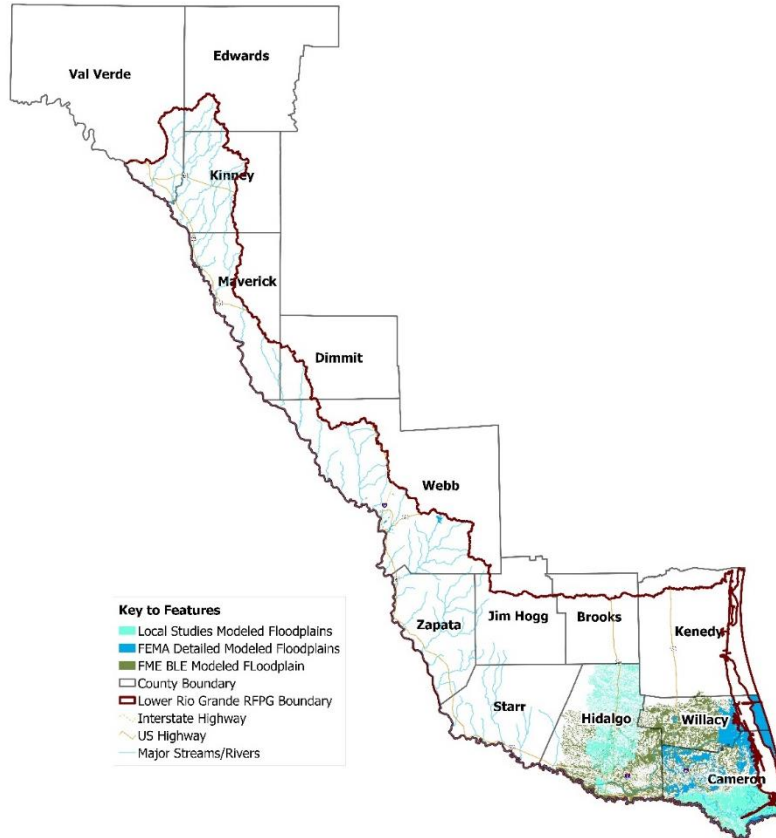 Edwards
Val Verde
Kinney
Maverick
Dimmit
Webb
Zapata
Jim Hogg
Brooks
Kenedy
Starr
Hidalgo
Willacy
Cameron
Key to Features
Local Studies Modeled Floodplains
FEMA Detailed Modeled Floodplains
FME BLE Modeled FLoodplain
County Boundary
Lower Rio Grande RFPG Boundary
Interstate Highway
US Highway
Major Streams/Rivers